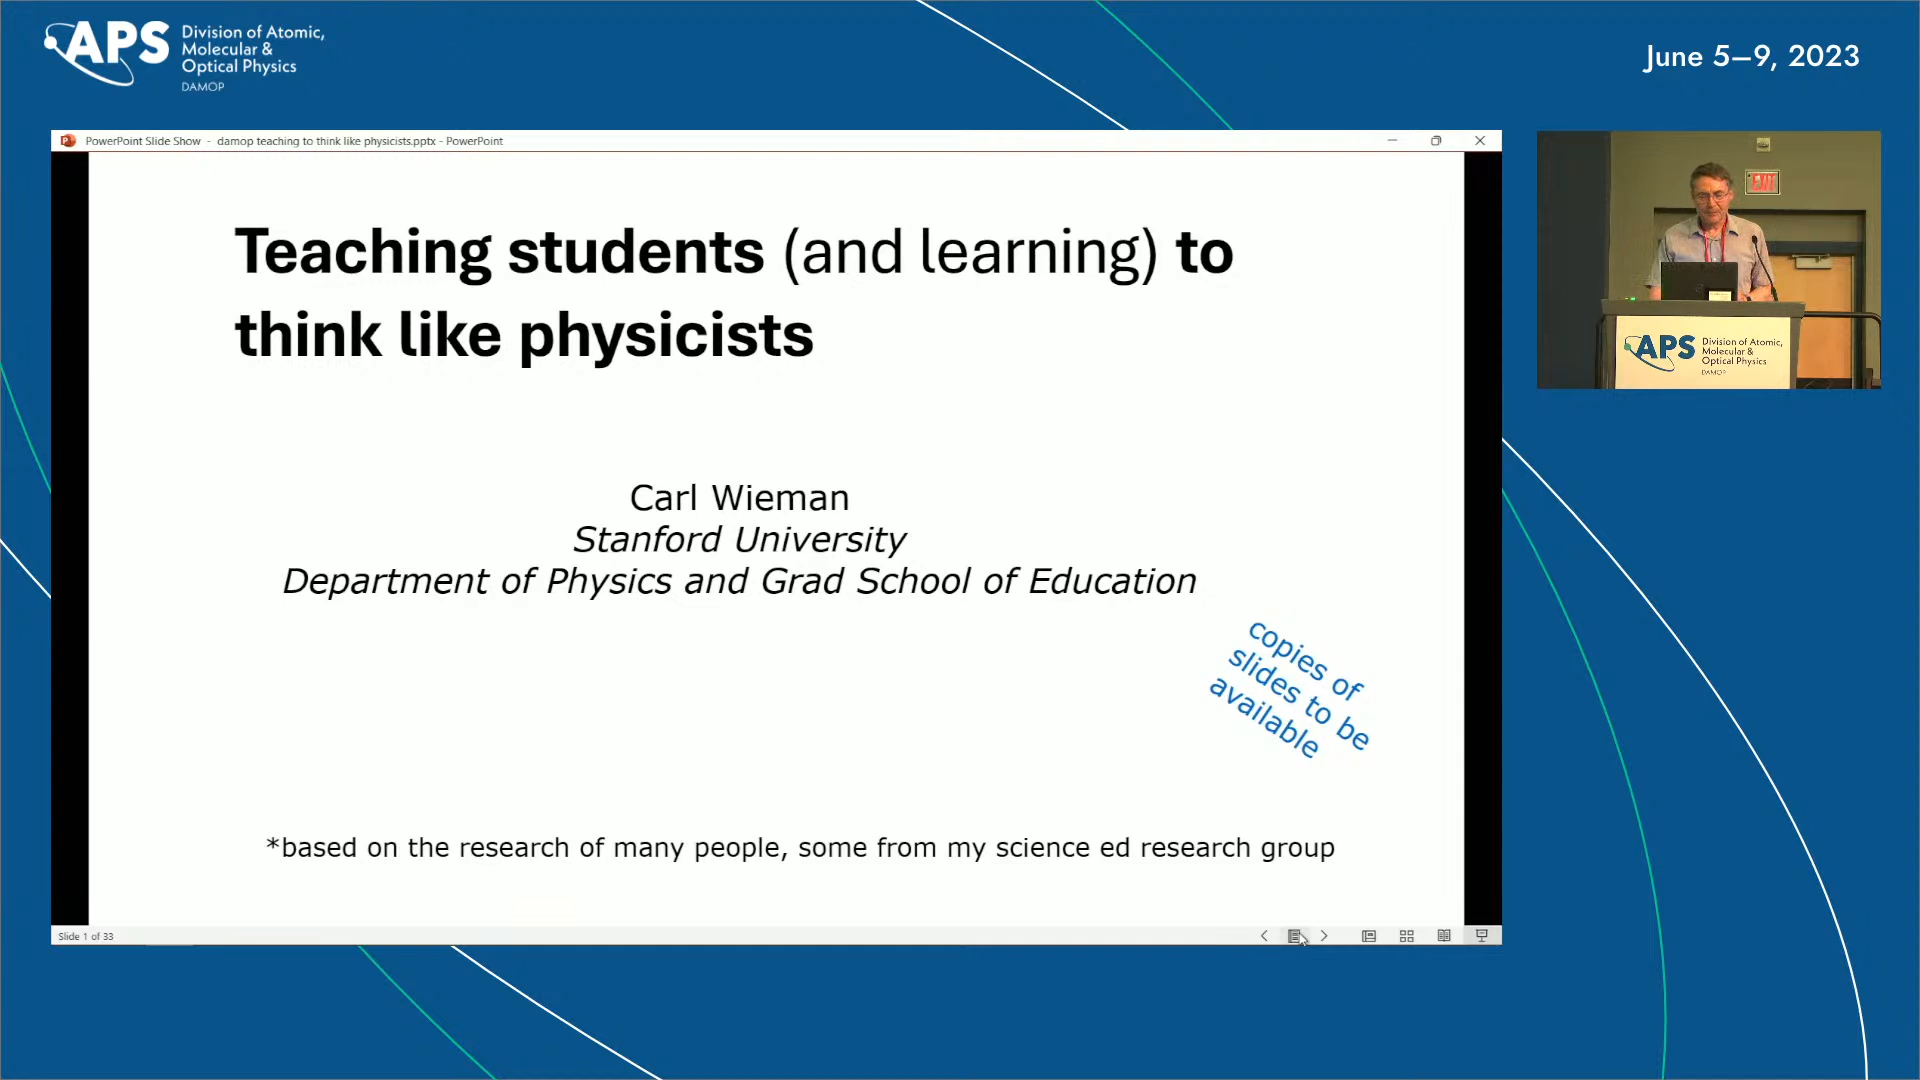 APS
Division of Atomic,
Molecular &
Optical Physics
DAMOP
June 5–9, 2023
PowerPoint Slide Show - damop teaching to think like physicists.pptx - PowerPoint
Teaching students (and learning) to
think like physicists
Carl Wieman
Stanford University
Department of Physics and Grad School of Education
copies of
slides to be
available
*based on the research of many people, some from my science ed research group
Slide 1 of 33
EXIT
APS
Division of Atomic,
Molecular &
Optical Physics
DAMOP